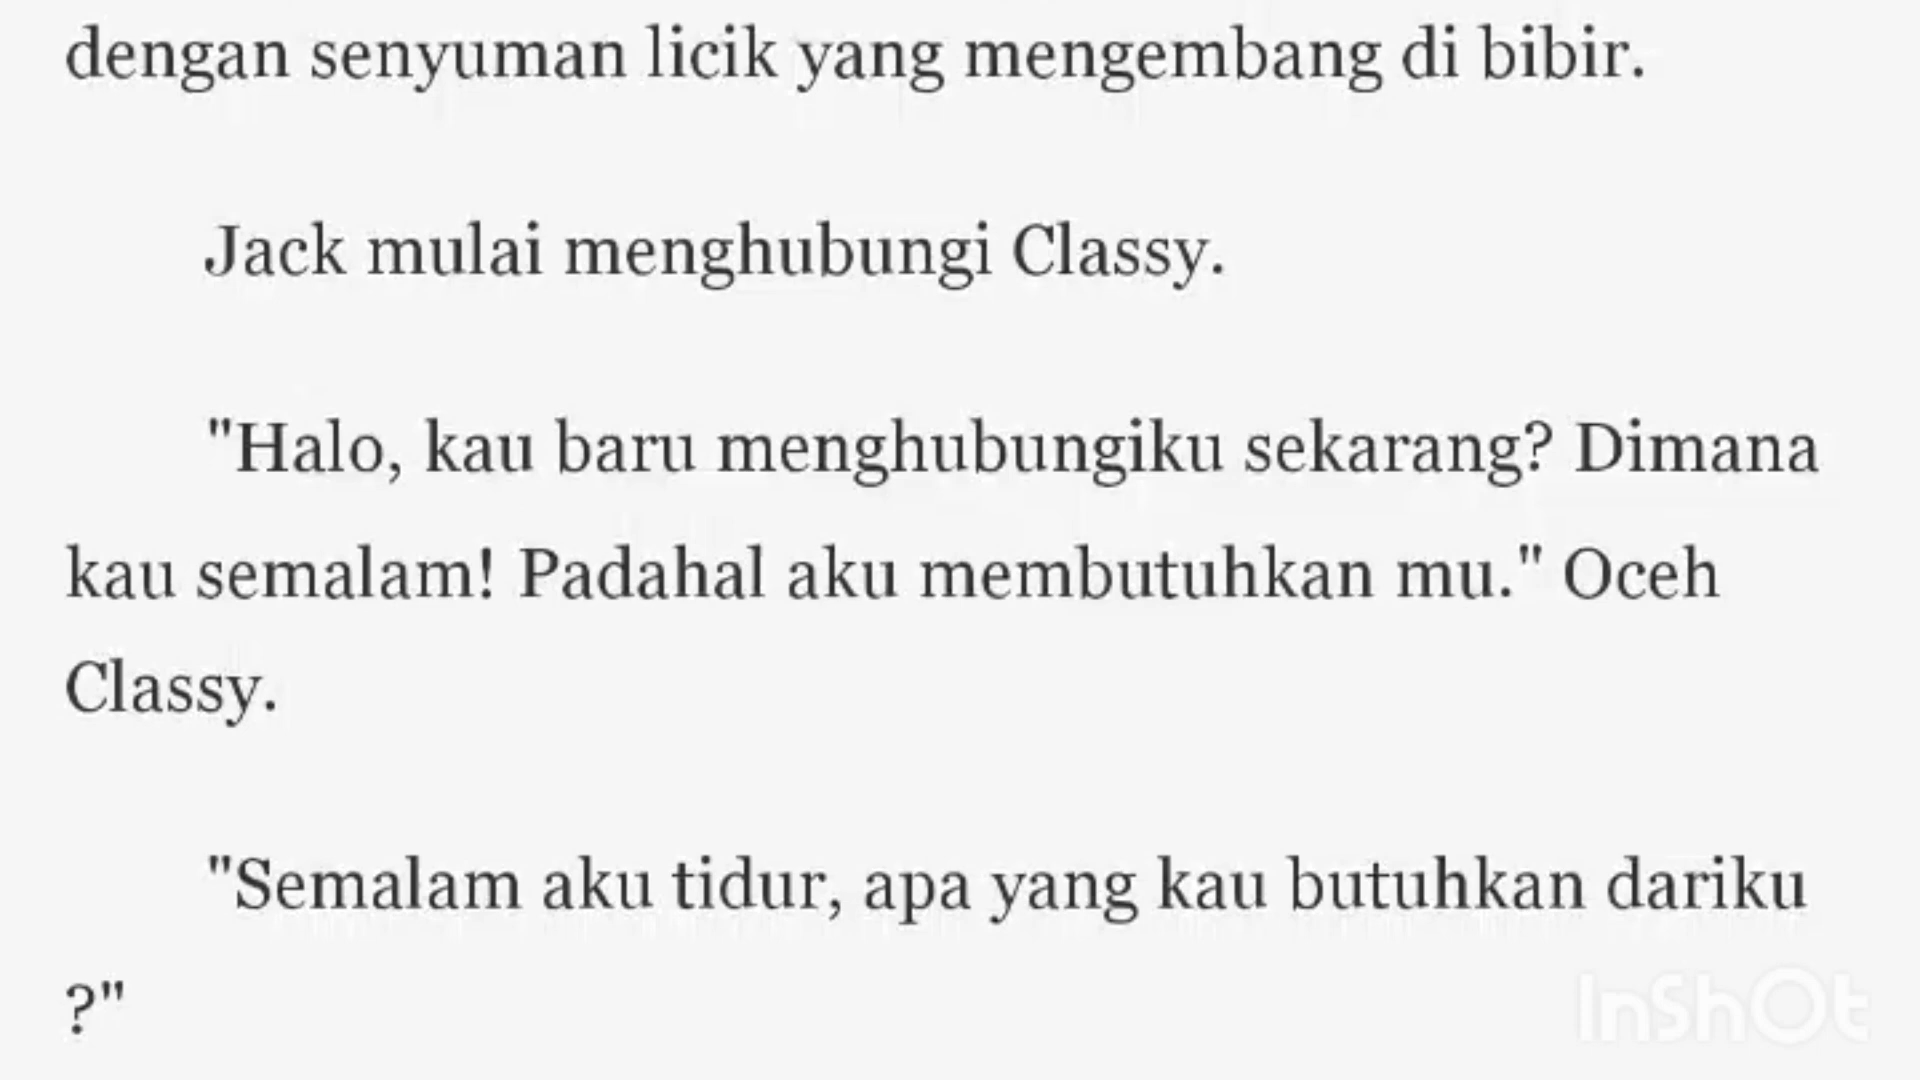 dengan senyuman licik yang mengembang di bibir.
Jack mulai menghubungi Classy.
"Halo, kau baru menghubungiku sekarang? Dimana
kau semalam! Padahal aku membutuhkan mu." Oceh
Classy.
"Semalam aku tidur, apa yang kau butuhkan dariku
?"
InShOt